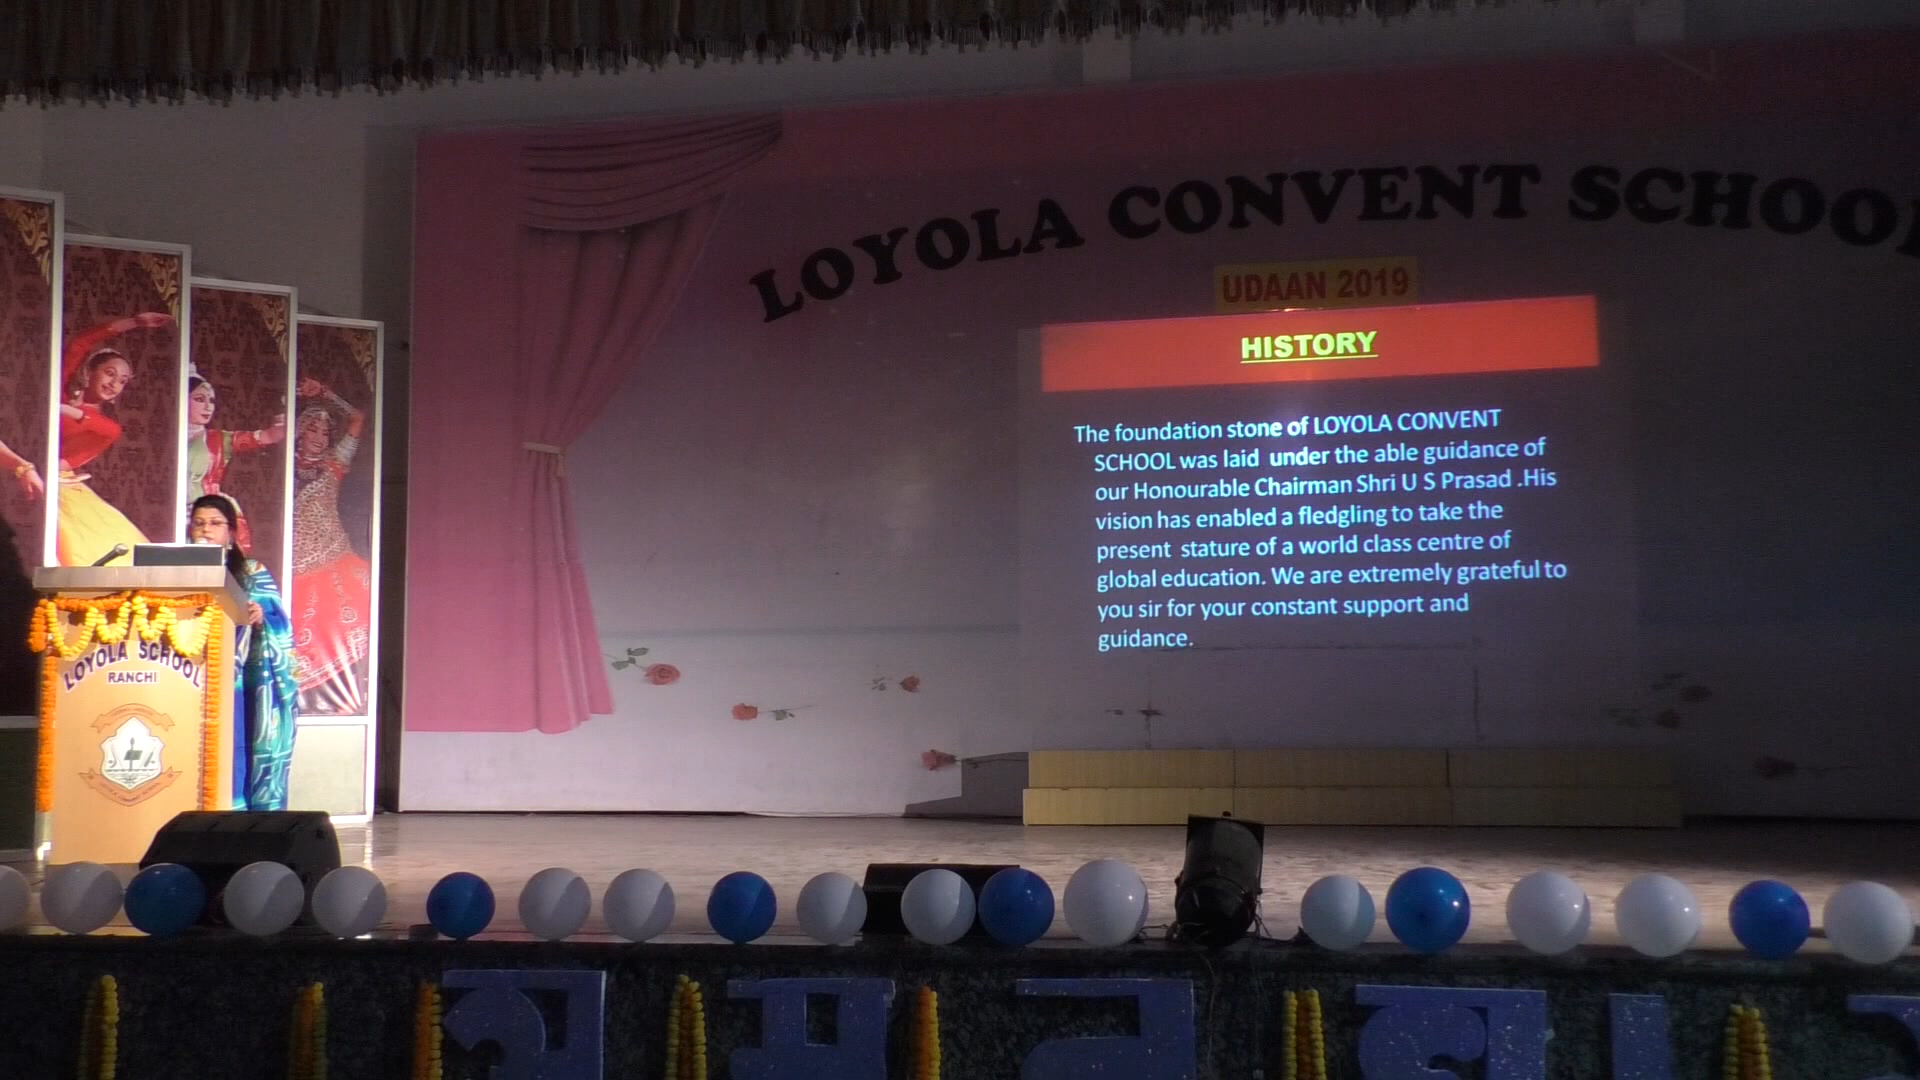 LOYOLA CONVENT SCHOOL
UDAAN 2019
HISTORY
The foundation stone of LOYOLA CONVENT
SCHOOL was laid under the able guidance of
our Honourable Chairman Shri U S Prasad .His
vision has enabled a fledgling to take the
present stature of a world class centre of
global education. We are extremely grateful to
you sir for your constant support and
guidance.
LOYOLA SCHOOL
RANCHI